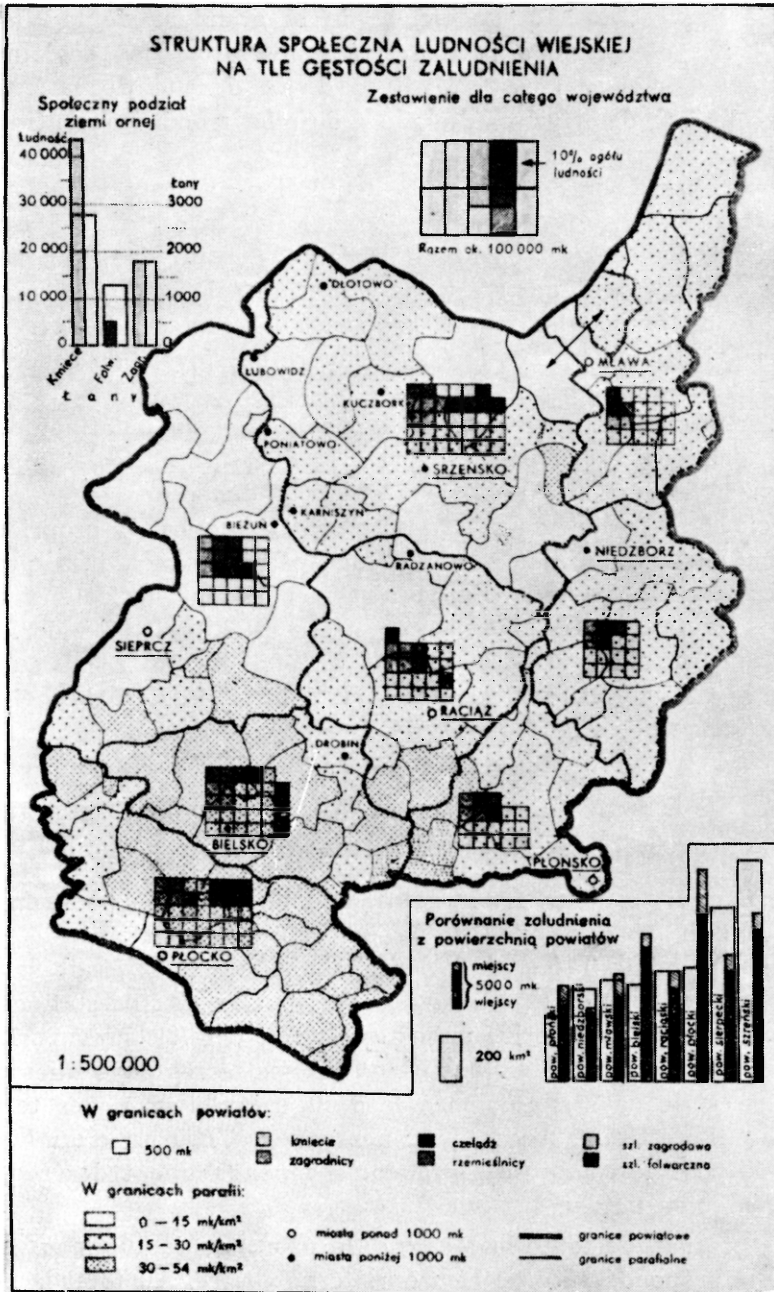 STRUKTURA SPOŁECZNA LUDNOŚCI WIEJSKIEJ
NA TLE GĘSTOŚCI ZALUDNIENIA
Społeczny podział
ziemi ornej
Ludność
40 000
30 000
20 000
10 000
0
Łany
3000
2000
1000
0
Kmiece
Folw.
Zagr.
Łany
Zestawienie dla całego województwa
10% ogółu
ludności
Razem ok. 100 000 mk
DŁOTOWO
MŁAWA
LUBOWIDZ
KUCZBORK
PONIATOWO
SRZEŃSKO
KARNISZYN
BIEŻUŃ
RADZANOWO
NIEDZBORZ
SIEPRCZ
RACIĄŻ
DROBIN
BIELSKO
PŁOŃSKO
PŁOCKO
1:500 000
Porównanie zaludnienia
z powierzchnią powiatów
miejscy
5000 mk
wiejscy
200 km²
pow. płoński
pow. niedzborski
pow. mławski
pow. bielski
pow. raciąski
pow. płocki
pow. sierpecki
pow. szreński
W granicach powiatów:
500 mk
kmiecie
zagrodnicy
czeladź
rzemieślnicy
szl. zagrodowa
szl. folwarczna
W granicach parafii:
0 – 15 mk/km²
15 – 30 mk/km²
30 – 54 mk/km²
miasta ponad 1000 mk
miasta poniżej 1000 mk
granice powiatowe
granice parafialne